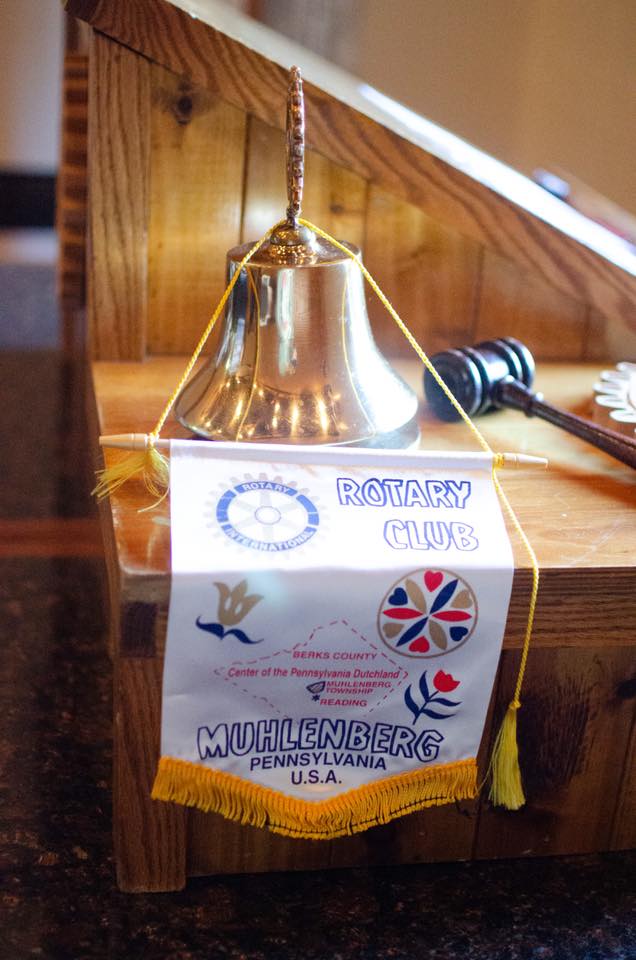 ROTARY
INTERNATIONAL
ROTARY
CLUB
BERKS COUNTY
Center of the Pennsylvania Dutchland
MUHLENBERG
TOWNSHIP
READING
MUHLENBERG
PENNSYLVANIA
U.S.A.